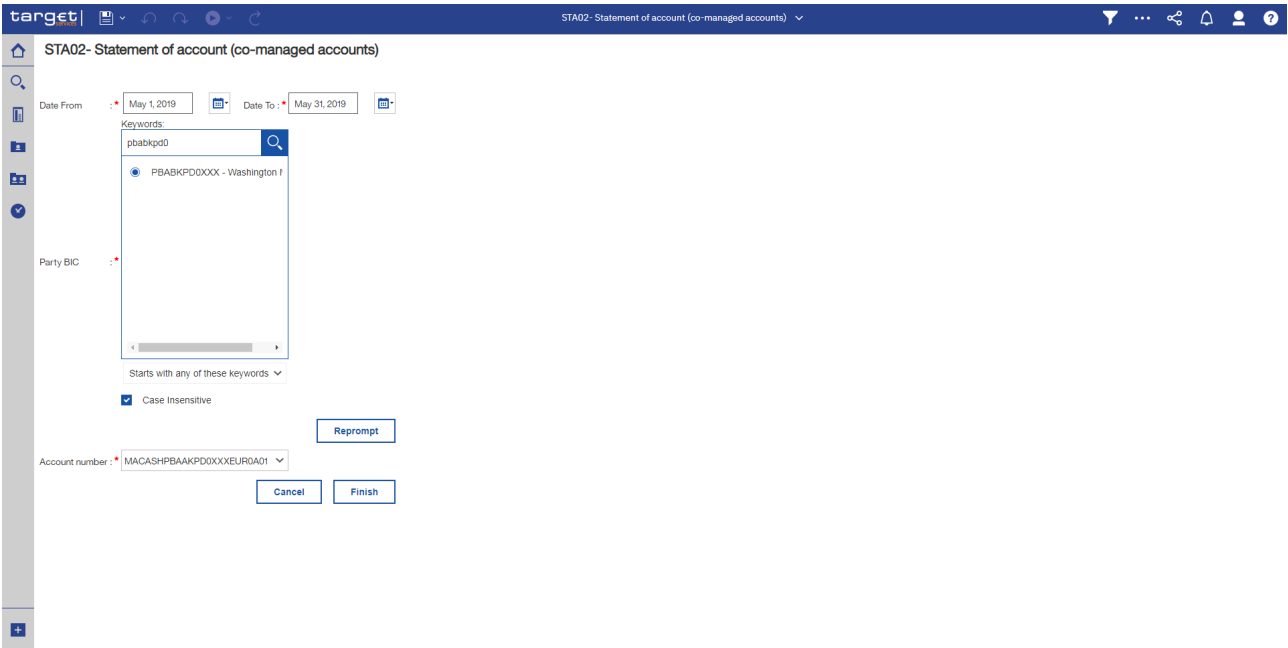 target| services STA02- Statement of account (co-managed accounts)
STA02- Statement of account (co-managed accounts)
Date From :* May 1, 2019 Date To : * May 31, 2019
Keywords:
pbabkpd0
PBABKPD0XXX - Washington
Party BIC :*
Starts with any of these keywords
Case Insensitive
Reprompt
Account number : * MACASHPBAAKPD0XXXEUR0A01
Cancel Finish